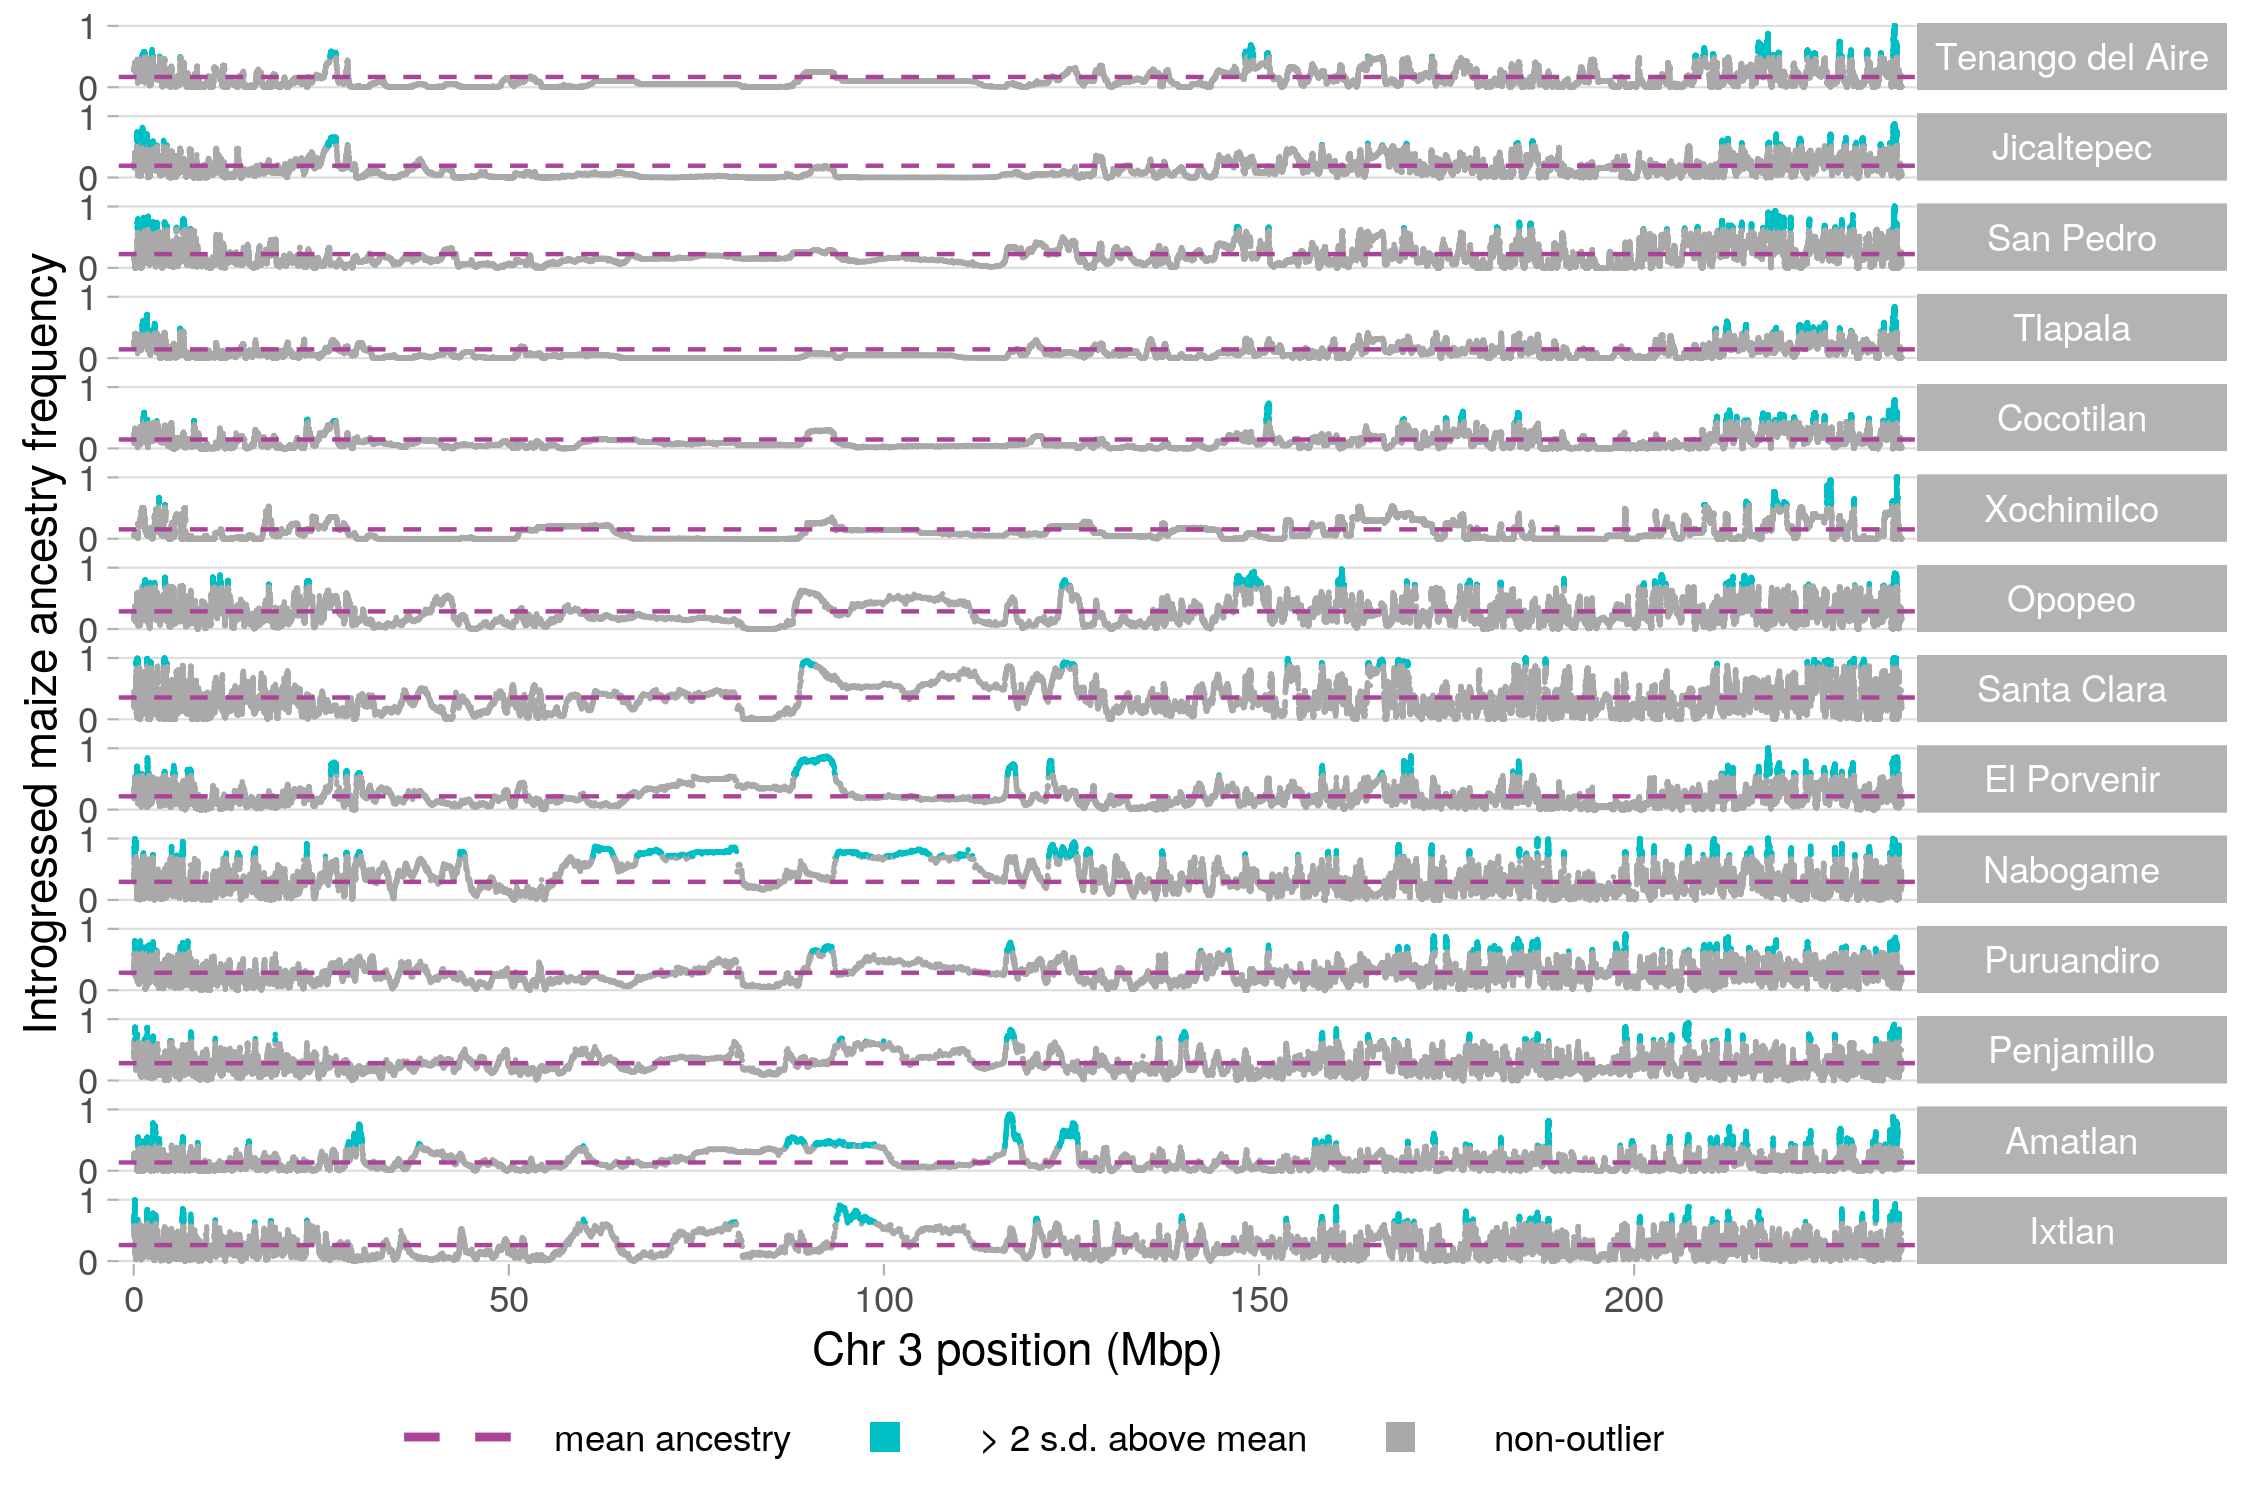 Introgressed maize ancestry frequency
1
0
Tenango del Aire
1
0
Jicaltepec
1
0
San Pedro
1
0
Tlapala
1
0
Cocotilan
1
0
Xochimilco
1
0
Opopeo
1
0
Santa Clara
1
0
El Porvenir
1
0
Nabogame
1
0
Puruandiro
1
0
Penjamillo
1
0
Amatlan
1
0
Ixtlan
0 50 100 150 200
Chr 3 position (Mbp)
mean ancestry > 2 s.d. above mean non-outlier